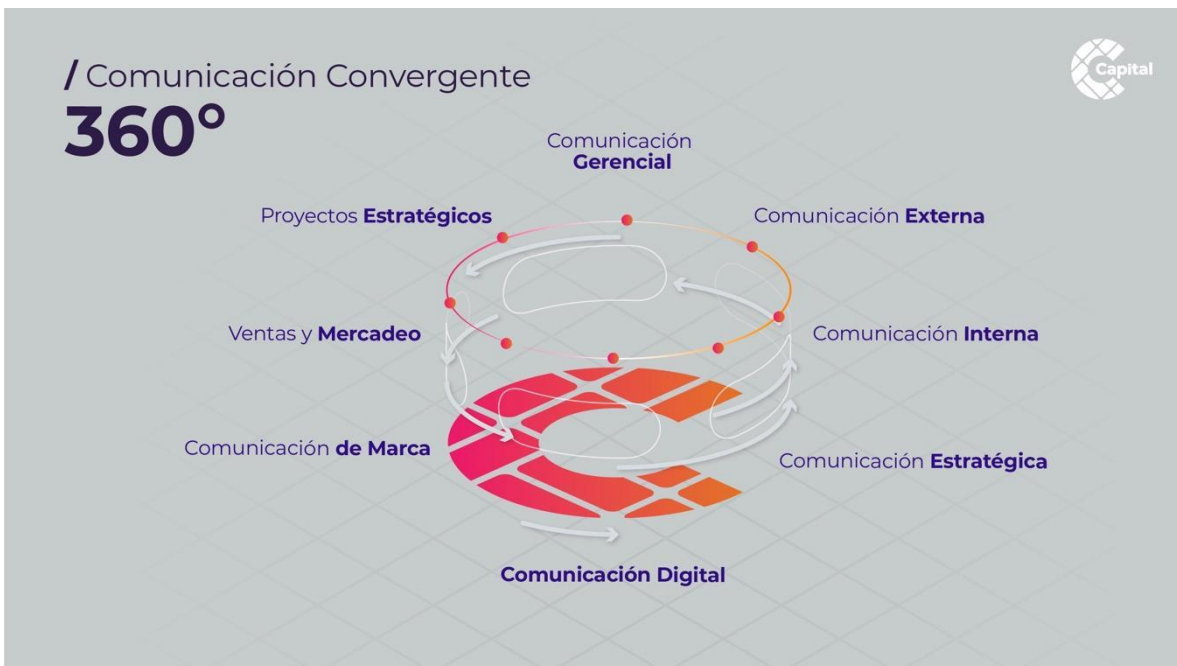 / Comunicación Convergente
360°
Capital
Comunicación
Gerencial
Proyectos Estratégicos
Comunicación Externa
Ventas y Mercadeo
Comunicación Interna
Comunicación de Marca
Comunicación Estratégica
Comunicación Digital